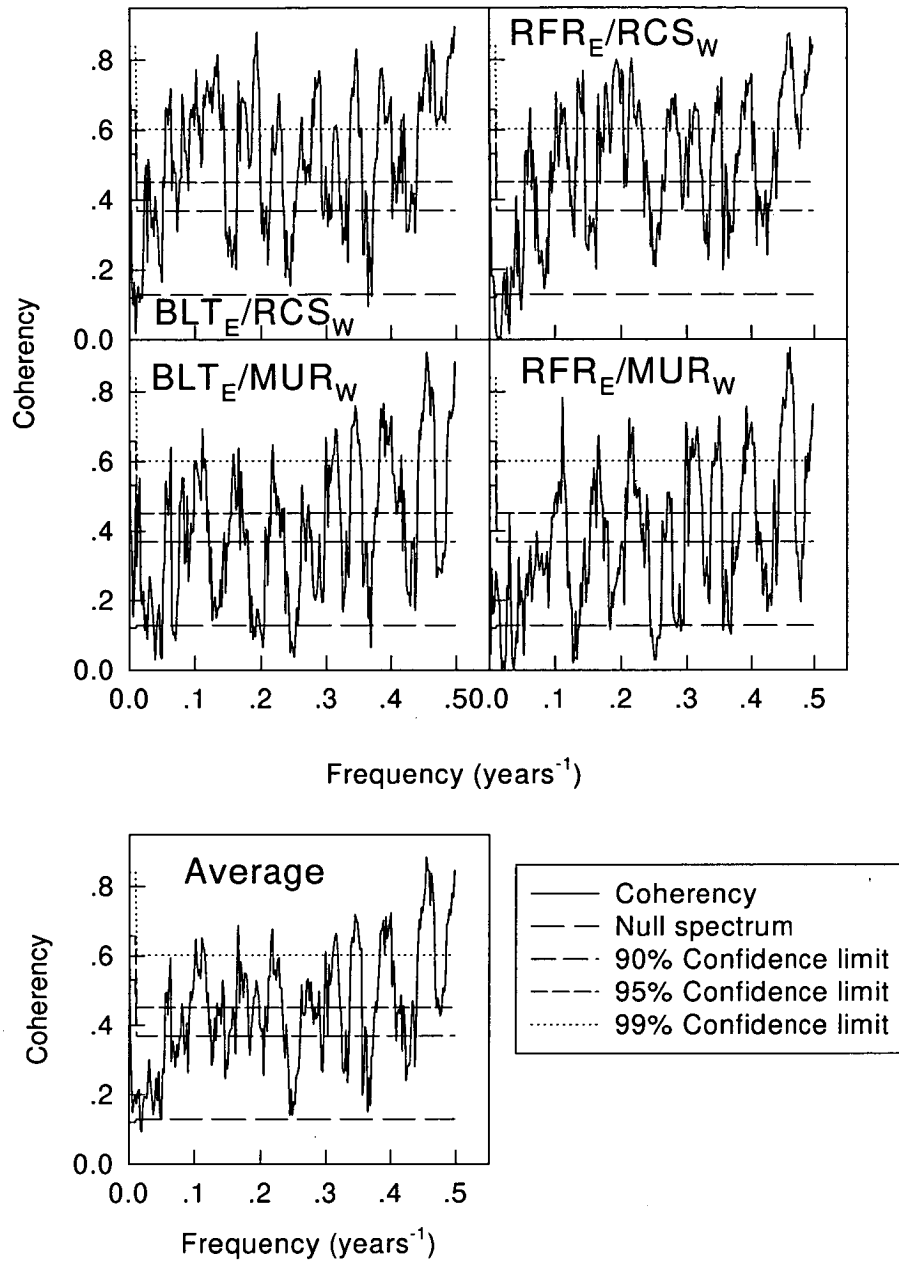 RFR_E/RCS_W
.8
.6
.4
.2
0.0
BLT_E/RCS_W
Coherency
BLT_E/MUR_W
RFR_E/MUR_W
.8
.6
.4
.2
0.0
0.0 .1 .2 .3 .4 .50.0 .1 .2 .3 .4 .5
Frequency (years⁻¹)
Average
.8
.6
.4
.2
0.0
Coherency
0.0 .1 .2 .3 .4 .5
Frequency (years⁻¹)
Coherency
Null spectrum
90% Confidence limit
95% Confidence limit
99% Confidence limit